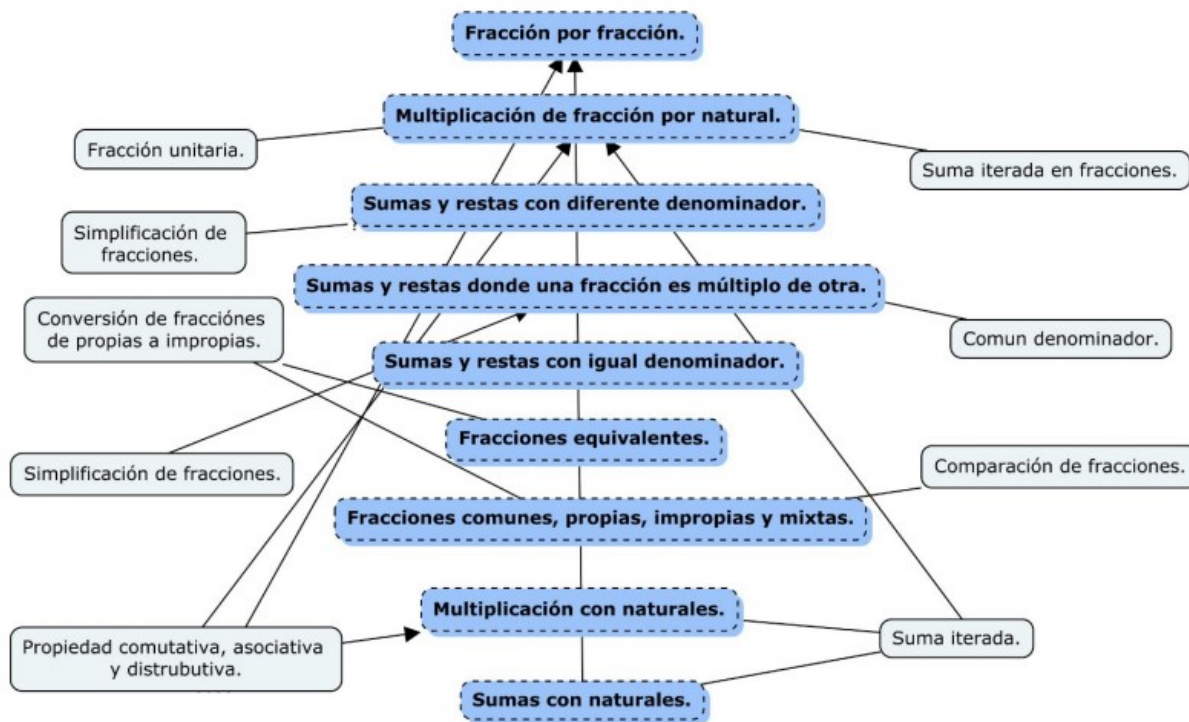 Fracción por fracción.
Multiplicación de fracción por natural.
Fracción unitaria.
Suma iterada en fracciones.
Sumas y restas con diferente denominador.
Simplificación de
fracciones.
Sumas y restas donde una fracción es múltiplo de otra.
Conversión de fracciónes
de propias a impropias.
Comun denominador.
Sumas y restas con igual denominador.
Fracciones equivalentes.
Simplificación de fracciones.
Comparación de fracciones.
Fracciones comunes, propias, impropias y mixtas.
Multiplicación con naturales.
Propiedad comutativa, asociativa
y distrubutiva.
Suma iterada.
Sumas con naturales.